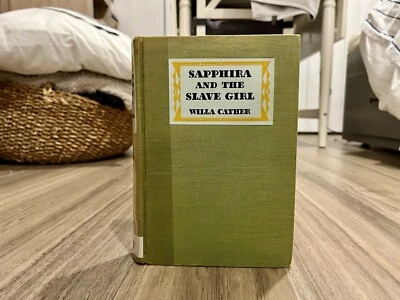 SAPPHIRA
AND THE
SLAVE GIRL
WILLA CATHER